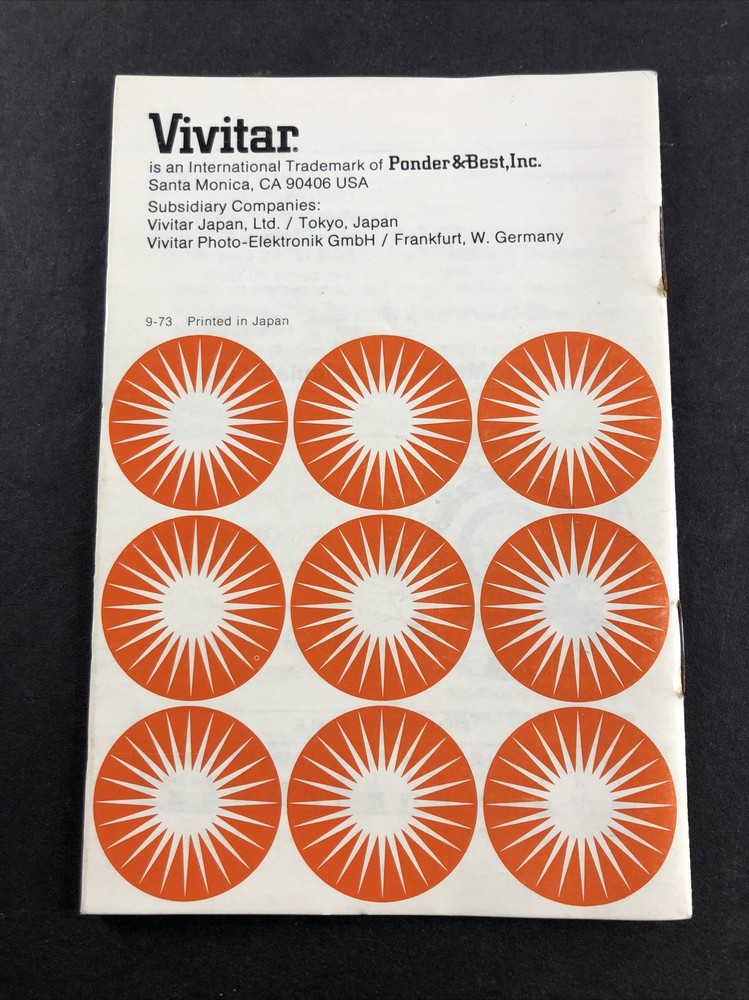 Vivitar®
is an International Trademark of Ponder&Best,Inc.
Santa Monica, CA 90406 USA
Subsidiary Companies:
Vivitar Japan, Ltd. / Tokyo, Japan
Vivitar Photo-Elektronik GmbH / Frankfurt, W. Germany
9-73 Printed in Japan